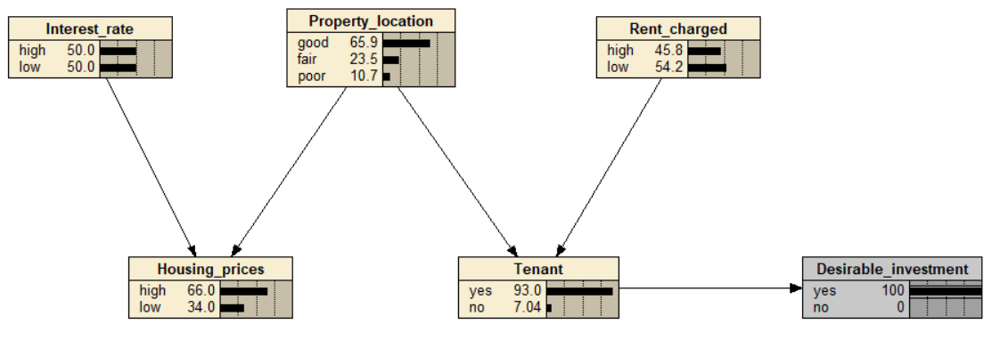 Interest_rate
high 50.0
low 50.0
Property_location
good 65.9
fair 23.5
poor 10.7
Rent_charged
high 45.8
low 54.2
Housing_prices
high 66.0
low 34.0
Tenant
yes 93.0
no 7.04
Desirable_investment
yes 100
no 0